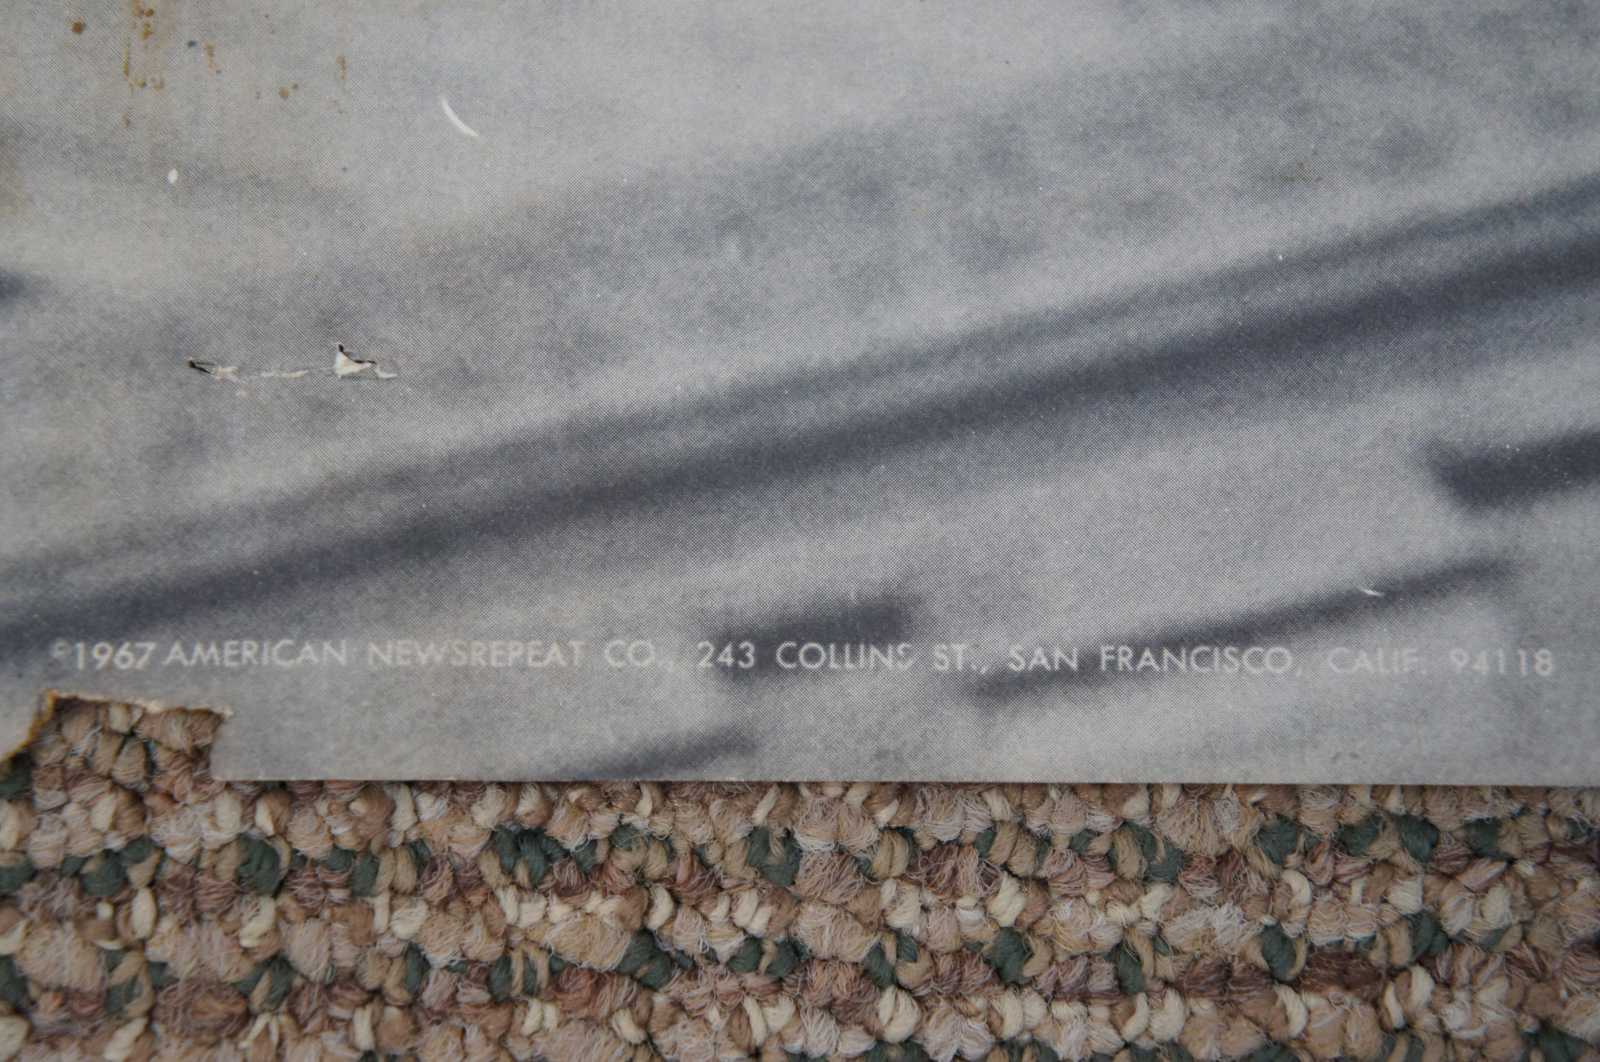 ©1967 AMERICAN NEWSREPEAT CO., 243 COLLINS ST., SAN FRANCISCO, CALIF. 94118